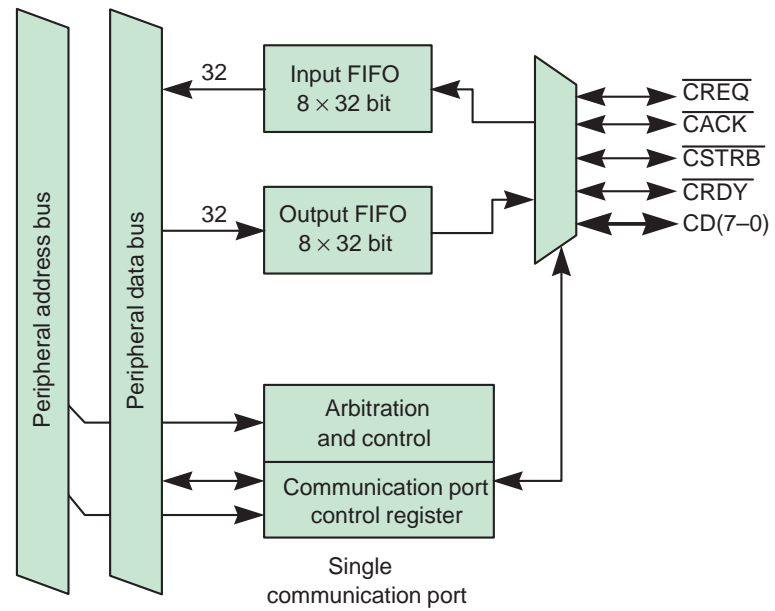 Peripheral address bus
Peripheral data bus
32
Input FIFO
8 × 32 bit
32
Output FIFO
8 × 32 bit
CREQ
CACK
CSTRB
CRDY
CD(7–0)
Arbitration
and control
Communication port
control register
Single
communication port